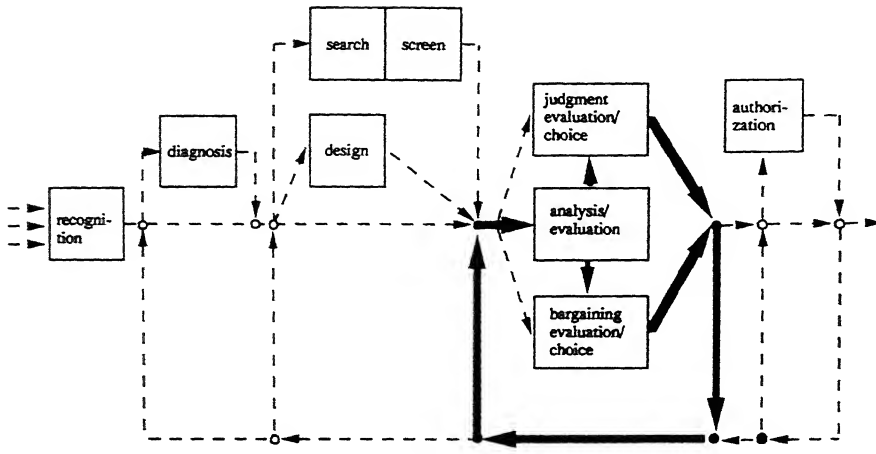 search
screen
judgment
evaluation/
choice
authori-
zation
diagnosis
design
recogni-
tion
analysis/
evaluation
bargaining
evaluation/
choice